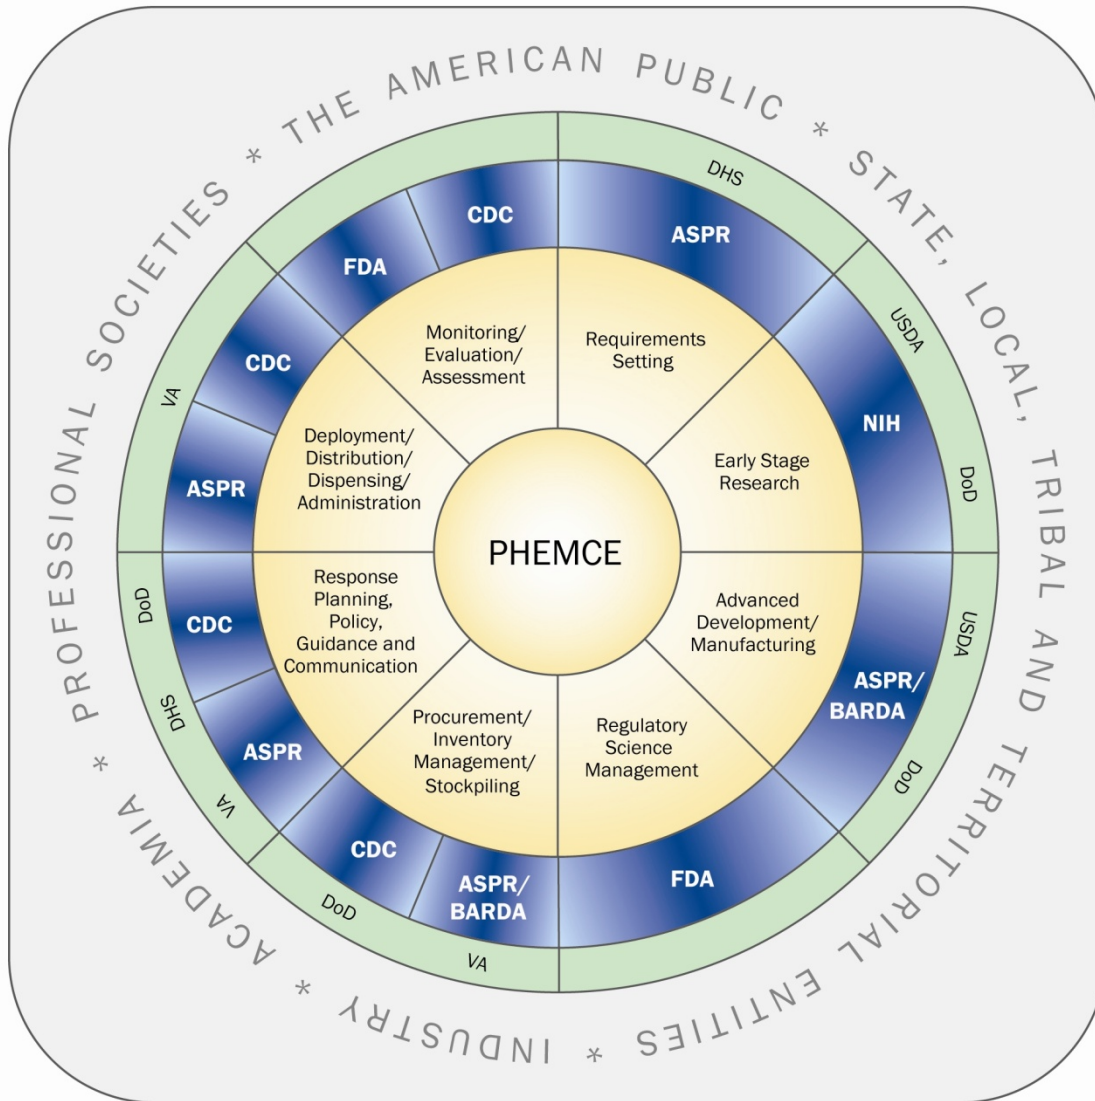 THE AMERICAN PUBLIC * STATE, LOCAL, TRIBAL AND TERRITORIAL ENTITIES * INDUSTRY * ACADEMIA * PROFESSIONAL SOCIETIES *
DHS
USDA
DoD
USDA
DoD
VA
DoD
VA
DHS
DoD
VA
ASPR
NIH
ASPR/
BARDA
FDA
ASPR/
BARDA
CDC
ASPR
CDC
ASPR
CDC
FDA
CDC
Requirements
Setting
Early Stage
Research
Advanced
Development/
Manufacturing
Regulatory
Science
Management
Procurement/
Inventory
Management/
Stockpiling
Response
Planning,
Policy,
Guidance and
Communication
Deployment/
Distribution/
Dispensing/
Administration
Monitoring/
Evaluation/
Assessment
PHEMCE